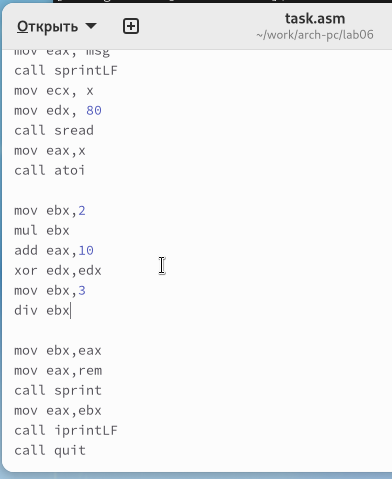 Открыть
task.asm
~/work/arch-pc/lab06
mov eax, msg
call sprintLF
mov ecx, x
mov edx, 80
call sread
mov eax,x
call atoi
mov ebx,2
mul ebx
add eax,10
xor edx,edx
mov ebx,3
div ebx
mov ebx,eax
mov eax,rem
call sprint
mov eax,ebx
call iprintLF
call quit